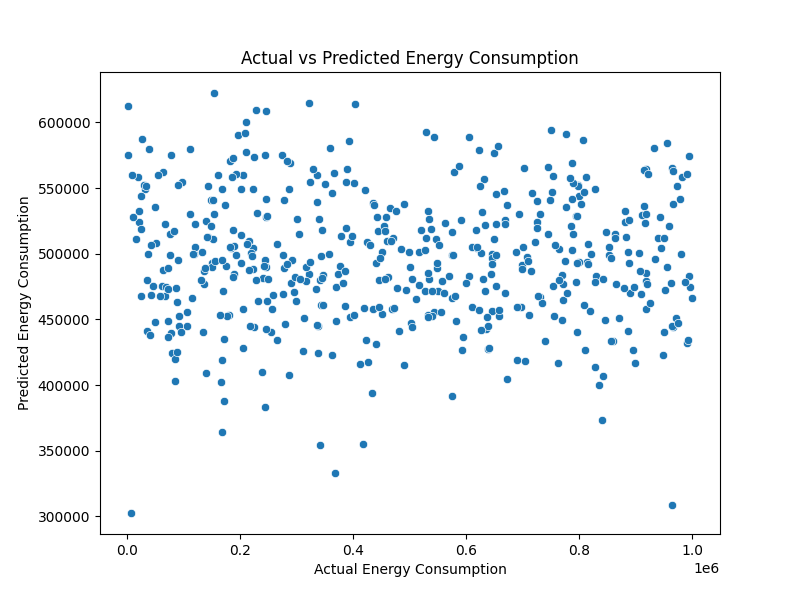 Actual vs Predicted Energy Consumption
Predicted Energy Consumption
600000
550000
500000
450000
400000
350000
300000
0.0 0.2 0.4 0.6 0.8 1.0
1e6
Actual Energy Consumption